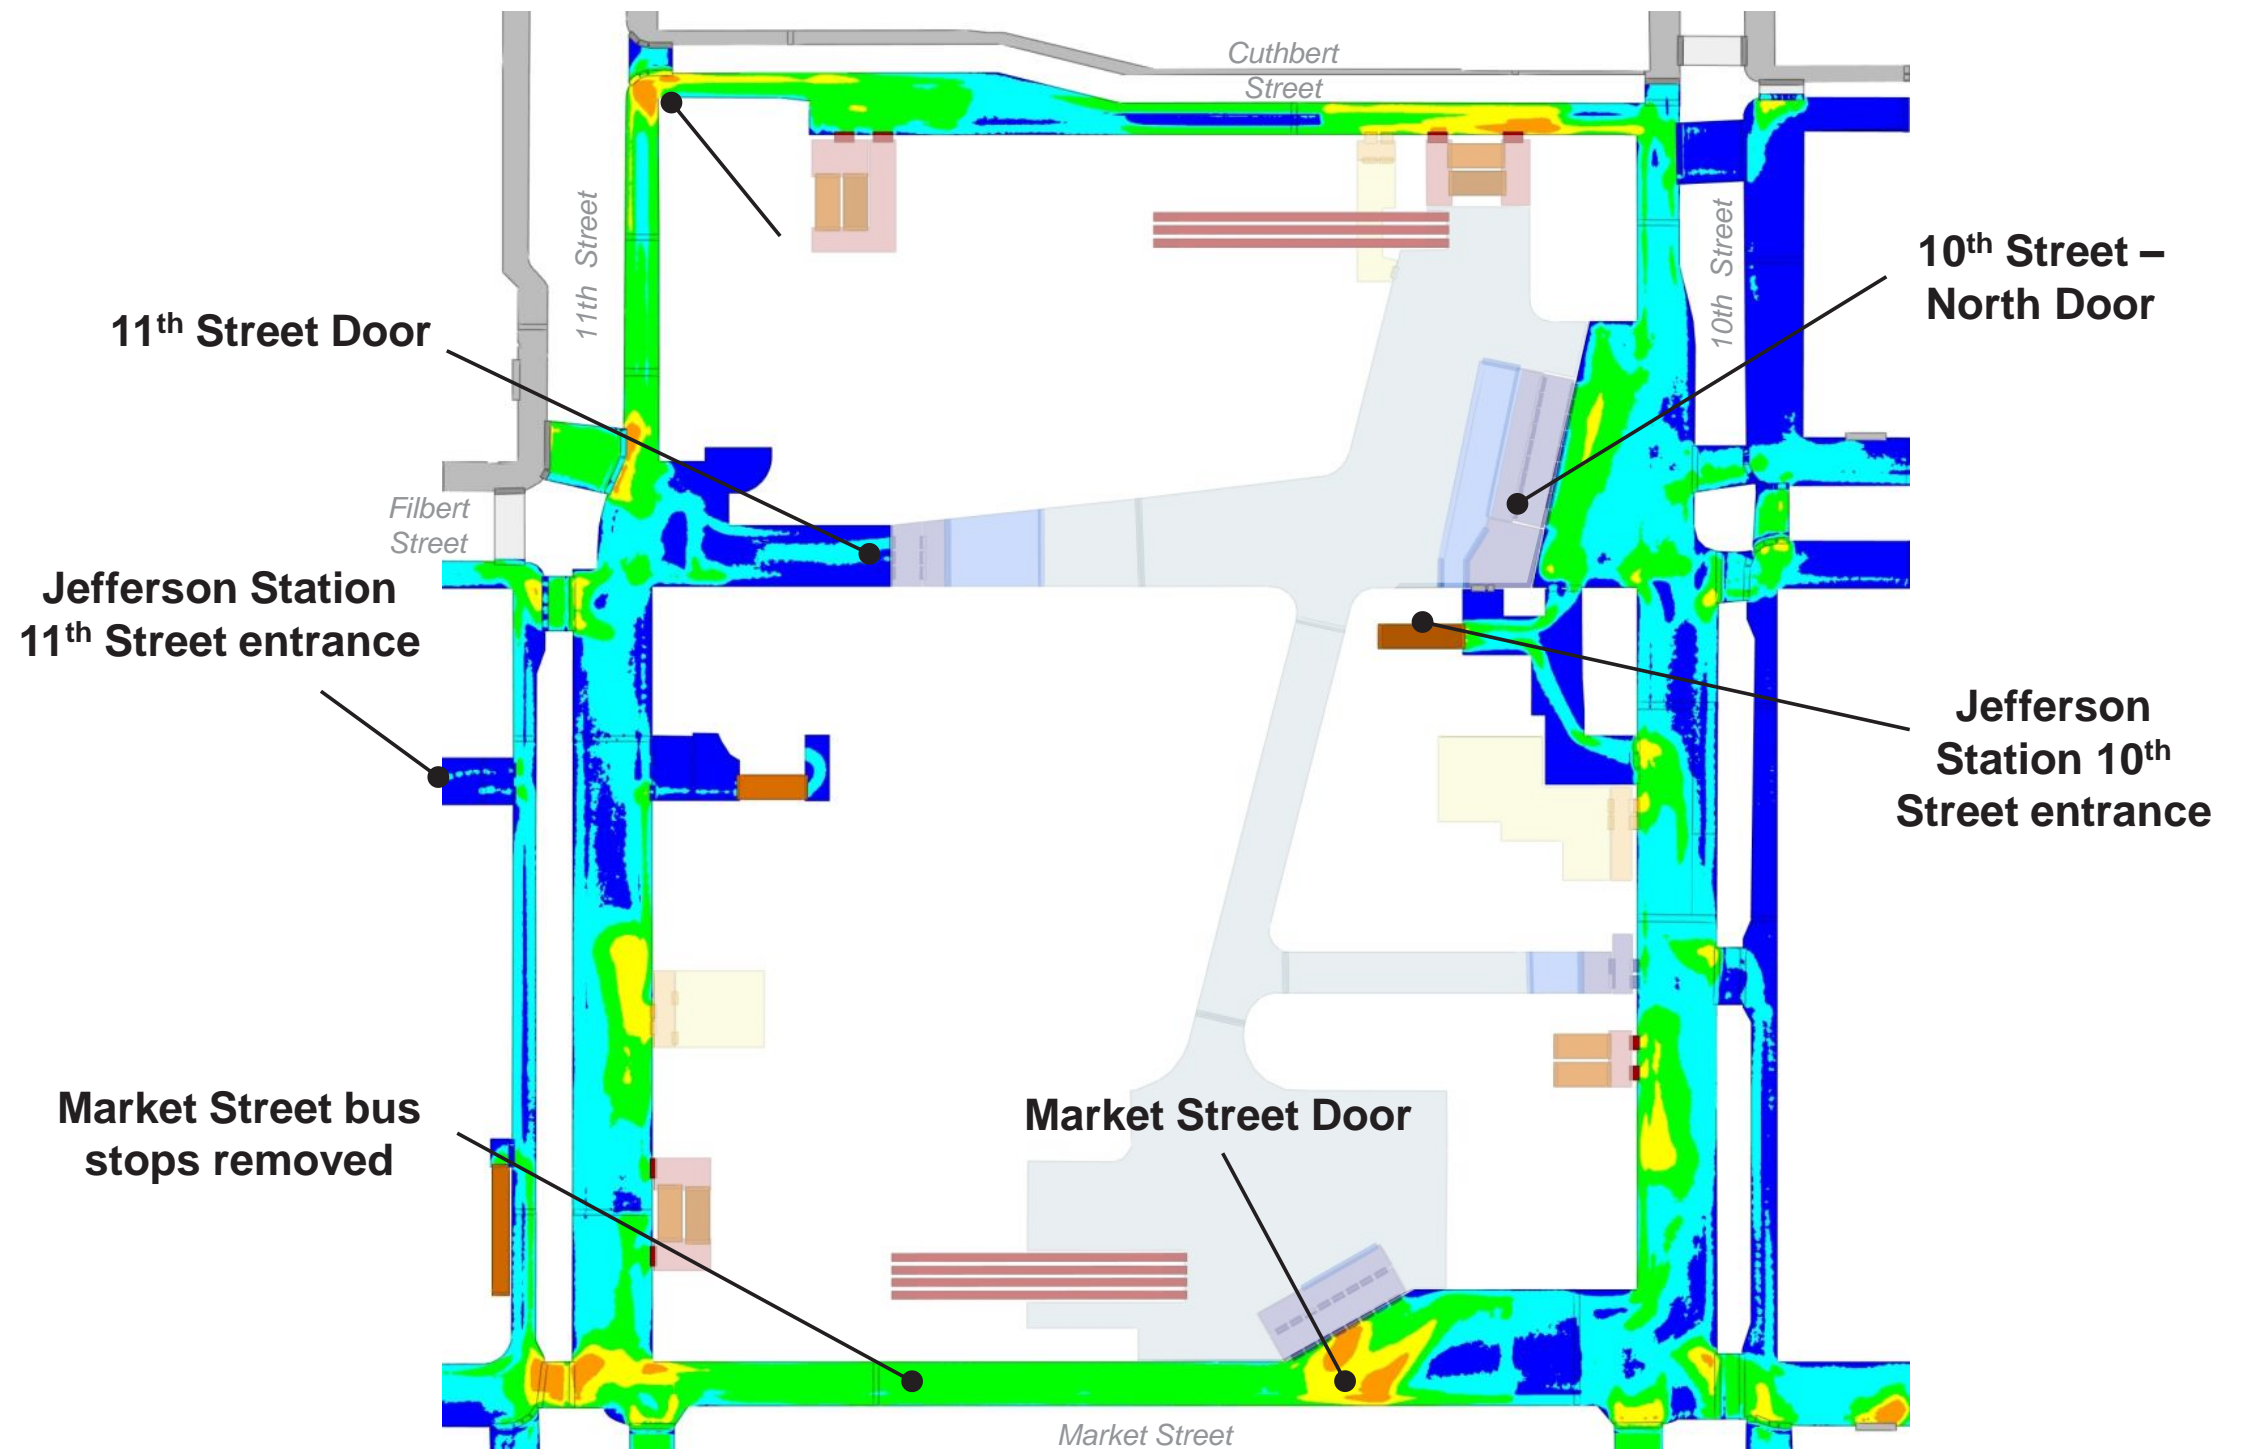 Cuthbert
Street
11th Street
10th Street
10th Street –
North Door
11th Street Door
Filbert
Street
Jefferson Station
11th Street entrance
Jefferson
Station 10th
Street entrance
Market Street bus
stops removed
Market Street Door
Market Street